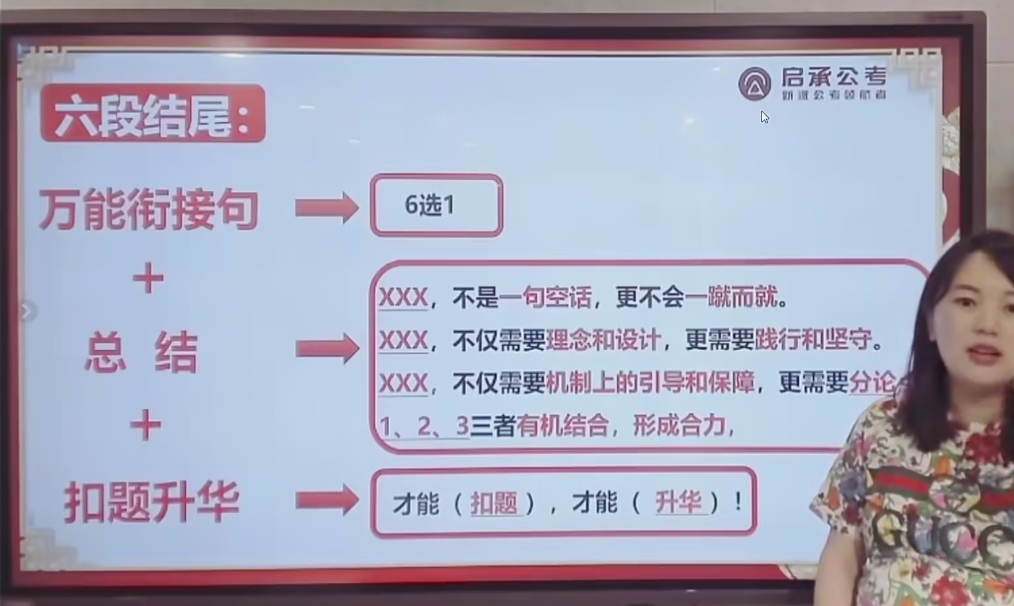 启承公考
新派公考领航者
六段结尾：
万能衔接句
6选1
+
总 结
XXX，不是一句空话，更不会一蹴而就。
XXX，不仅需要理念和设计，更需要践行和坚守。
XXX，不仅需要机制上的引导和保障，更需要分论
1、2、3三者有机结合，形成合力，
+
扣题升华
才能（扣题），才能（升华）！
GUCC